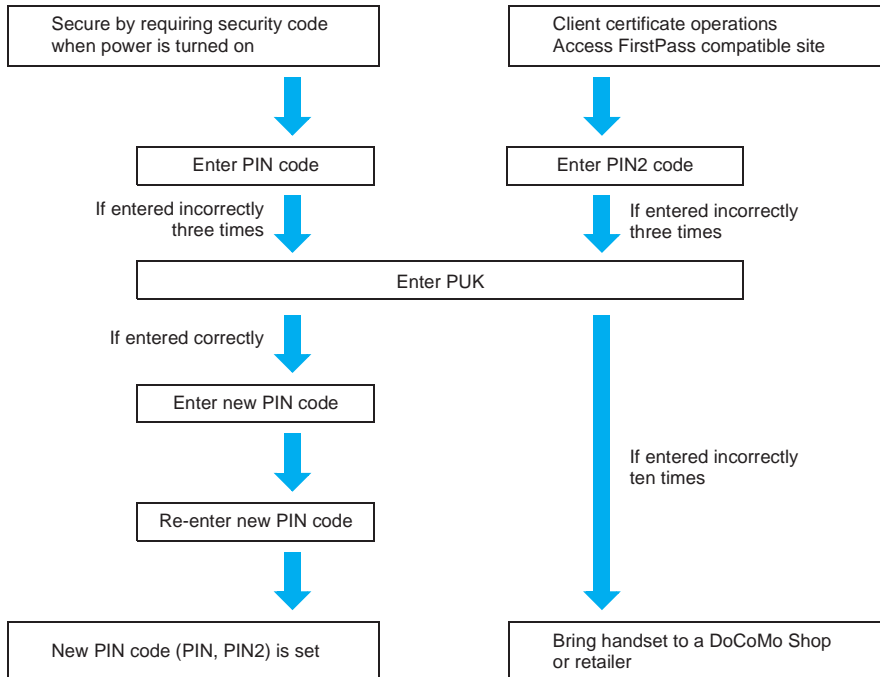 Secure by requiring security code
when power is turned on
Client certificate operations
Access FirstPass compatible site
Enter PIN code
Enter PIN2 code
If entered incorrectly
three times
If entered incorrectly
three times
Enter PUK
If entered correctly
Enter new PIN code
If entered incorrectly
ten times
Re-enter new PIN code
New PIN code (PIN, PIN2) is set
Bring handset to a DoCoMo Shop
or retailer